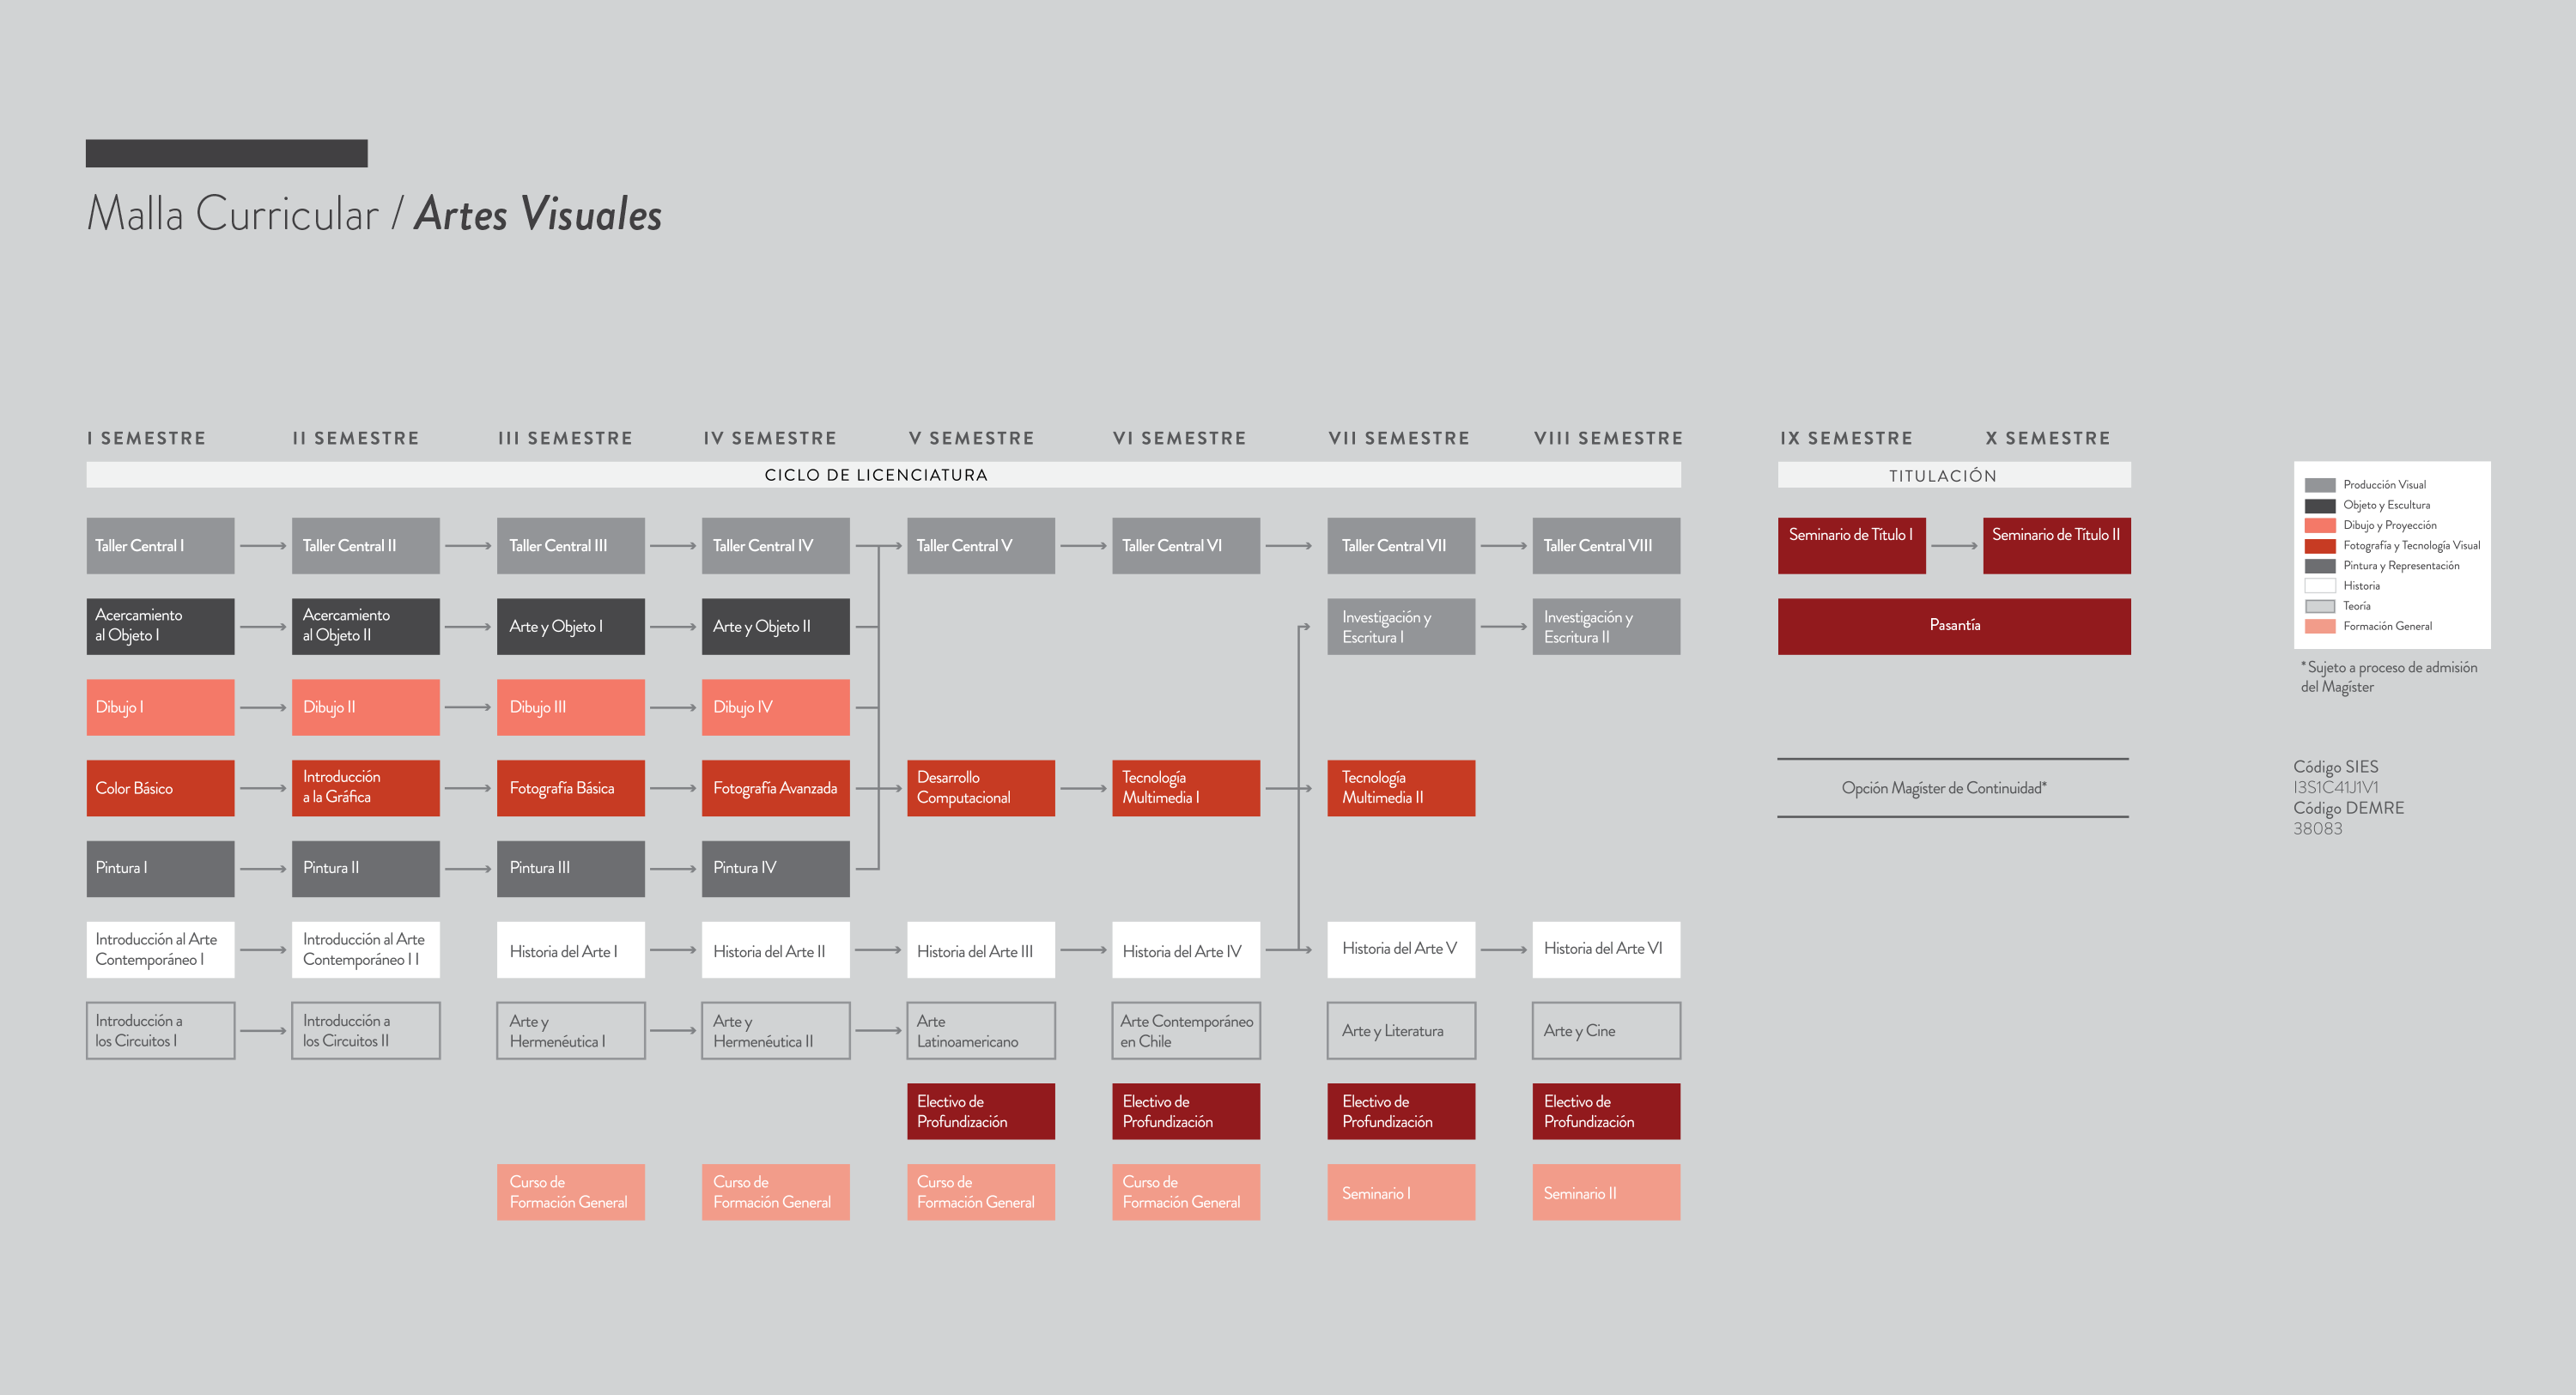 Malla Curricular / Artes Visuales
I SEMESTRE
II SEMESTRE
III SEMESTRE
IV SEMESTRE
V SEMESTRE
VI SEMESTRE
VII SEMESTRE
VIII SEMESTRE
IX SEMESTRE
X SEMESTRE
CICLO DE LICENCIATURA
TITULACIÓN
Taller Central I
Taller Central II
Taller Central III
Taller Central IV
Taller Central V
Taller Central VI
Taller Central VII
Taller Central VIII
Seminario de Título I
Seminario de Título II
Acercamiento
al Objeto I
Acercamiento
al Objeto II
Arte y Objeto I
Arte y Objeto II
Investigación y
Escritura I
Investigación y
Escritura II
Pasantía
Dibujo I
Dibujo II
Dibujo III
Dibujo IV
Color Básico
Introducción
a la Gráfica
Fotografía Básica
Fotografía Avanzada
Desarrollo
Computacional
Tecnología
Multimedia I
Tecnología
Multimedia II
Opción Magíster de Continuidad*
Pintura I
Pintura II
Pintura III
Pintura IV
Introducción al Arte
Contemporáneo I
Introducción al Arte
Contemporáneo I I
Historia del Arte I
Historia del Arte II
Historia del Arte III
Historia del Arte IV
Historia del Arte V
Historia del Arte VI
Introducción a
los Circuitos I
Introducción a
los Circuitos II
Arte y
Hermenéutica I
Arte y
Hermenéutica II
Arte
Latinoamericano
Arte Contemporáneo
en Chile
Arte y Literatura
Arte y Cine
Electivo de
Profundización
Electivo de
Profundización
Electivo de
Profundización
Electivo de
Profundización
Curso de
Formación General
Curso de
Formación General
Curso de
Formación General
Curso de
Formación General
Seminario I
Seminario II
Producción Visual
Objeto y Escultura
Dibujo y Proyección
Fotografía y Tecnología Visual
Pintura y Representación
Historia
Teoría
Formación General
*Sujeto a proceso de admisión
del Magíster
Código SIES
I3S1C41J1V1
Código DEMRE
38083